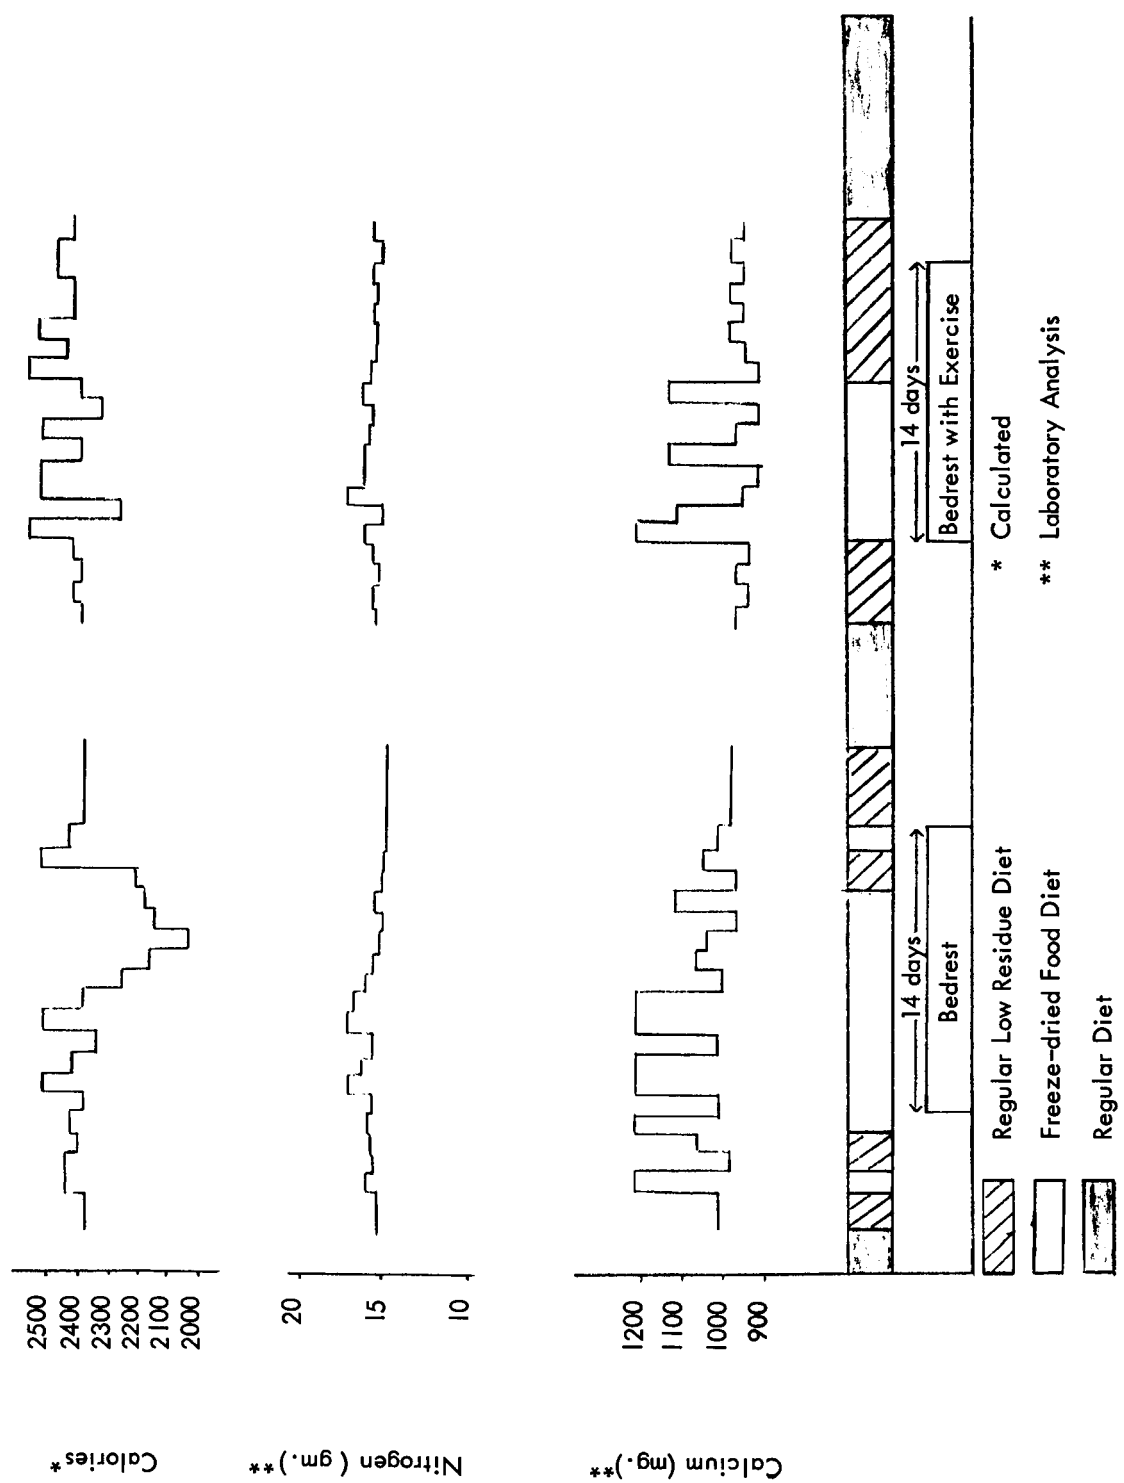 Calories*
2500
2400
2300
2100
2000
Nitrogen ( gm.)**
20
15
10
Calcium (mg.)**
1200
1100
1000
900
14 days
Bedrest
14 days
Bedrest with Exercise
Regular Low Residue Diet
Freeze-dried Food Diet
Regular Diet
* Calculated
** Laboratory Analysis